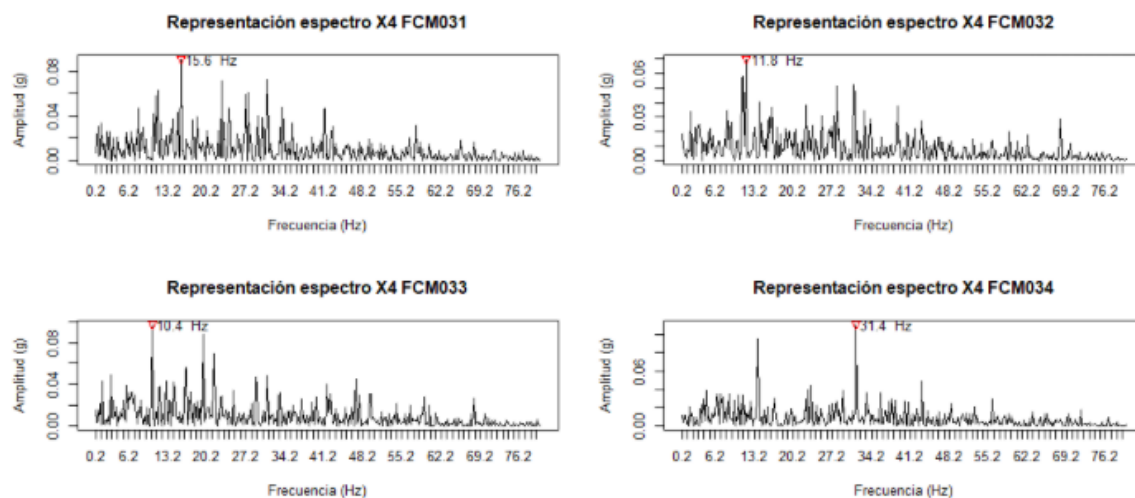 Representación espectro X4 FCM031
Amplitud (g)
0.00 0.04 0.08
15.6 Hz
0.2 6.2 13.2 20.2 27.2 34.2 41.2 48.2 55.2 62.2 69.2 76.2
Frecuencia (Hz)
Representación espectro X4 FCM032
Amplitud (g)
0.00 0.03 0.06
11.8 Hz
0.2 6.2 13.2 20.2 27.2 34.2 41.2 48.2 55.2 62.2 69.2 76.2
Frecuencia (Hz)
Representación espectro X4 FCM033
Amplitud (g)
0.00 0.04 0.08
10.4 Hz
0.2 6.2 13.2 20.2 27.2 34.2 41.2 48.2 55.2 62.2 69.2 76.2
Frecuencia (Hz)
Representación espectro X4 FCM034
Amplitud (g)
0.00 0.06
31.4 Hz
0.2 6.2 13.2 20.2 27.2 34.2 41.2 48.2 55.2 62.2 69.2 76.2
Frecuencia (Hz)